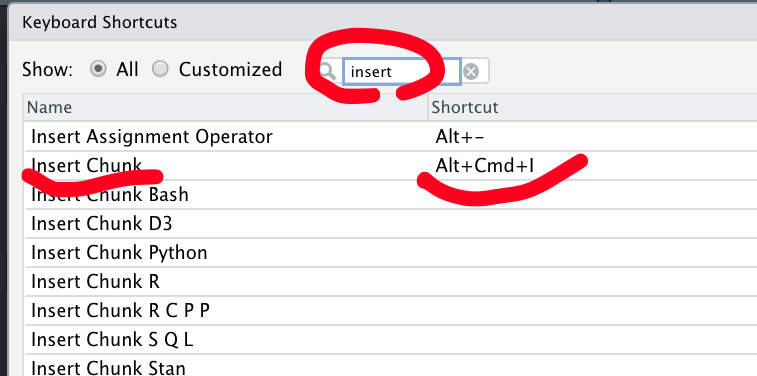 Keyboard Shortcuts
Show: All Customized insert
Name Shortcut
Insert Assignment Operator Alt+-
Insert Chunk Alt+Cmd+I
Insert Chunk Bash
Insert Chunk D3
Insert Chunk Python
Insert Chunk R
Insert Chunk R C P P
Insert Chunk S Q L
Insert Chunk Stan